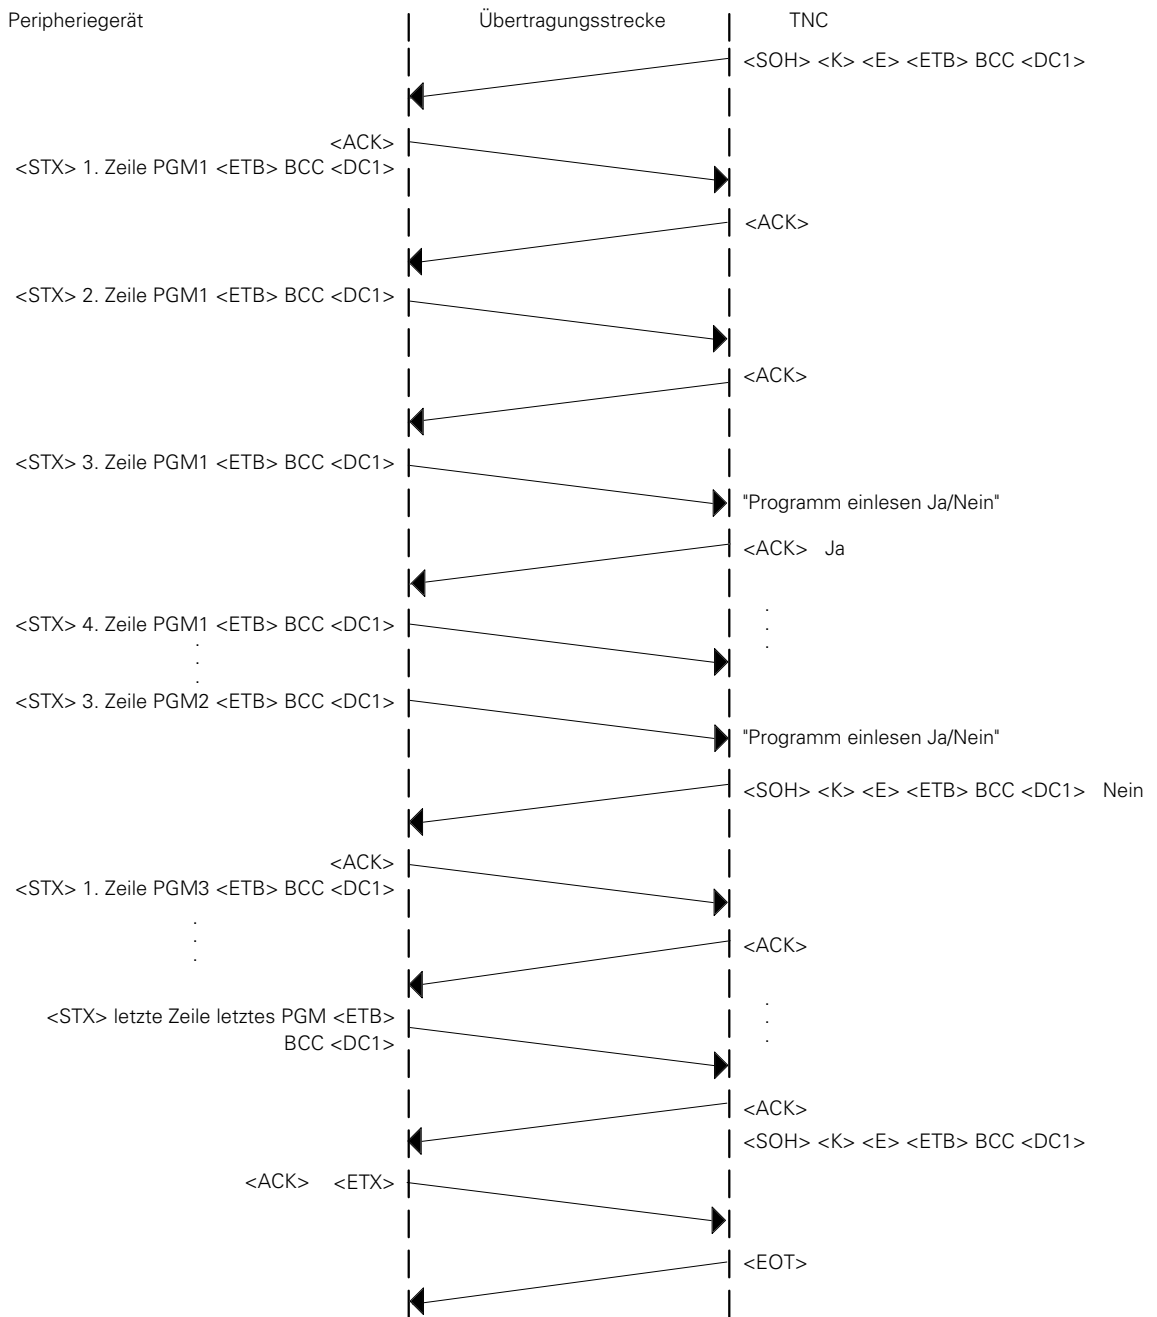 Peripheriegerät Übertragungsstrecke TNC
<SOH> <K> <E> <ETB> BCC <DC1>
<ACK>
<STX> 1. Zeile PGM1 <ETB> BCC <DC1>
<ACK>
<STX> 2. Zeile PGM1 <ETB> BCC <DC1>
<ACK>
<STX> 3. Zeile PGM1 <ETB> BCC <DC1>
"Programm einlesen Ja/Nein"
<ACK> Ja
.
.
.
<STX> 4. Zeile PGM1 <ETB> BCC <DC1>
.
.
.
<STX> 3. Zeile PGM2 <ETB> BCC <DC1>
"Programm einlesen Ja/Nein"
<SOH> <K> <E> <ETB> BCC <DC1> Nein
<ACK>
<STX> 1. Zeile PGM3 <ETB> BCC <DC1>
.
.
.
<ACK>
.
.
.
<STX> letzte Zeile letztes PGM <ETB>
BCC <DC1>
<ACK>
<SOH> <K> <E> <ETB> BCC <DC1>
<ACK> <ETX>
<EOT>